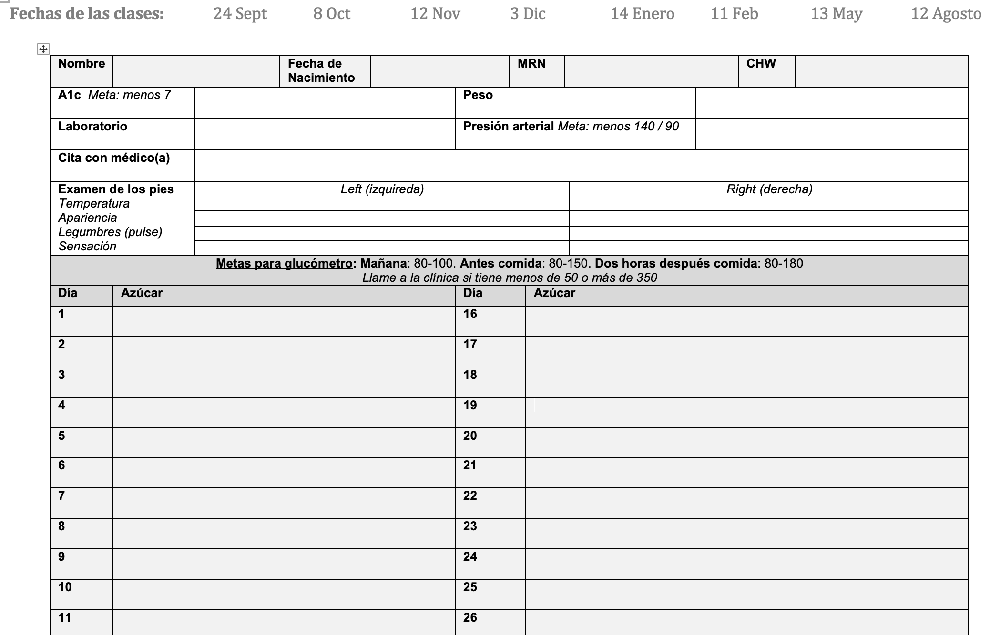 Fechas de las clases: 24 Sept 8 Oct 12 Nov 3 Dic 14 Enero 11 Feb 13 May 12 Agosto
Nombre Fecha de Nacimiento MRN CHW
A1c Meta: menos 7 Peso
Laboratorio Presión arterial Meta: menos 140 / 90
Cita con médico(a)
Examen de los pies Left (izquireda) Right (derecha)
Temperatura
Apariencia
Legumbres (pulse)
Sensación
Metas para glucómetro: Mañana: 80-100. Antes comida: 80-150. Dos horas después comida: 80-180
Llame a la clínica si tiene menos de 50 o más de 350
Día Azúcar Día Azúcar
1 16
2 17
3 18
4 19
5 20
6 21
7 22
8 23
9 24
10 25
11 26